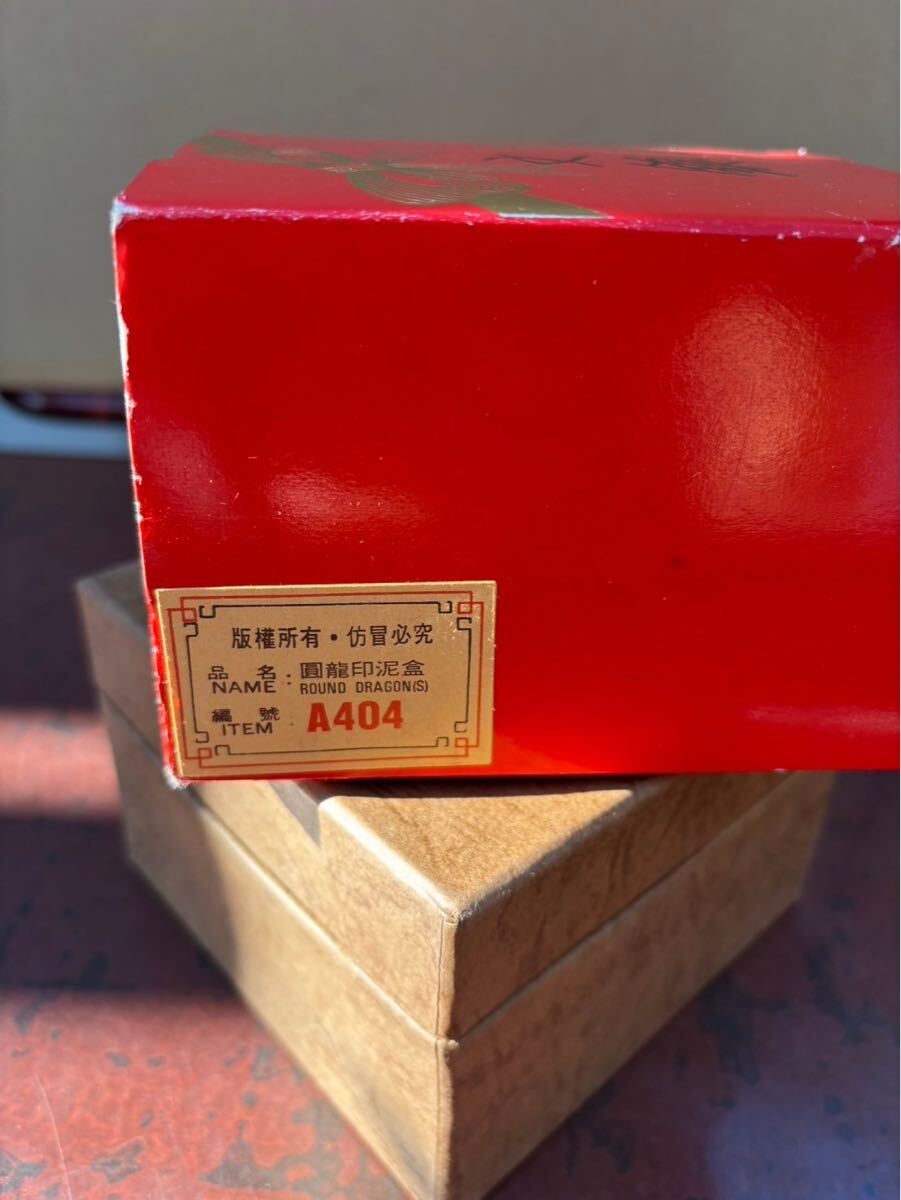 版權所有・仿冒必究
品 名 : 圓龍印泥盒
NAME ROUND DRAGON(S)
編 號
ITEM : A404